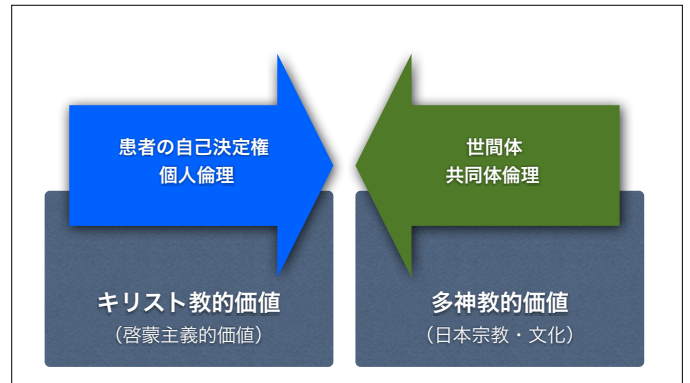 患者の自己決定権
個人倫理
世間体
共同体倫理
キリスト教的価値
（啓蒙主義的価値）
多神教的価値
（日本宗教・文化）